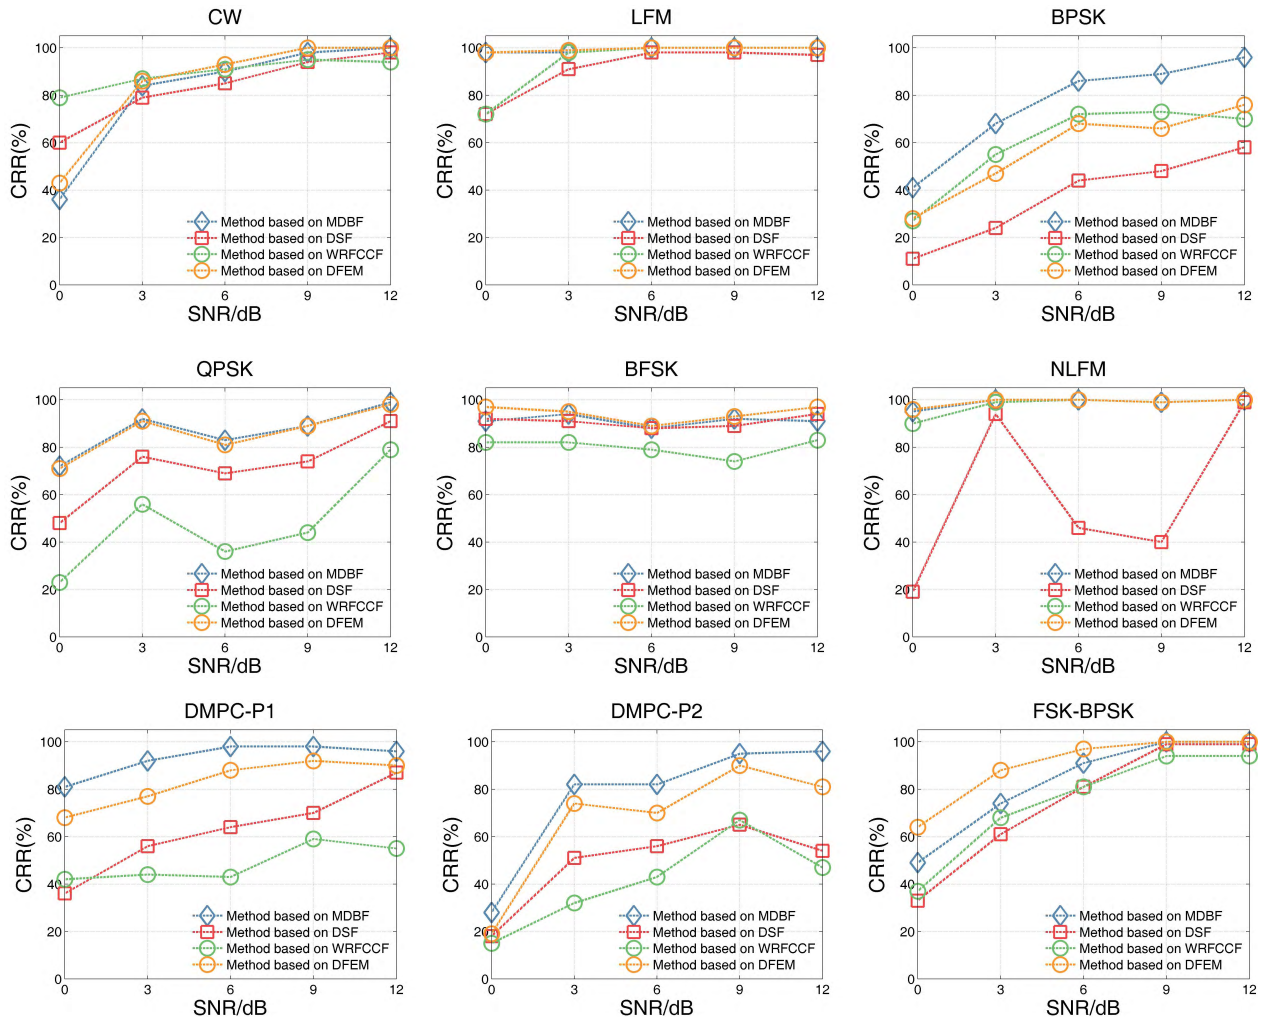 CW
100
80
60
40
20
0
CRR(%)
Method based on MDBF
Method based on DSF
Method based on WRFCCF
Method based on DFEM
0 3 6 9 12
SNR/dB
LFM
100
80
60
40
20
0
CRR(%)
Method based on MDBF
Method based on DSF
Method based on WRFCCF
Method based on DFEM
0 3 6 9 12
SNR/dB
BPSK
100
80
60
40
20
0
CRR(%)
Method based on MDBF
Method based on DSF
Method based on WRFCCF
Method based on DFEM
0 3 6 9 12
SNR/dB
QPSK
100
80
60
40
20
0
CRR(%)
Method based on MDBF
Method based on DSF
Method based on WRFCCF
Method based on DFEM
0 3 6 9 12
SNR/dB
BFSK
100
80
60
40
20
0
CRR(%)
Method based on MDBF
Method based on DSF
Method based on WRFCCF
Method based on DFEM
0 3 6 9 12
SNR/dB
NLFM
100
80
60
40
20
0
CRR(%)
Method based on MDBF
Method based on DSF
Method based on WRFCCF
Method based on DFEM
0 3 6 9 12
SNR/dB
DMPC-P1
100
80
60
40
20
0
CRR(%)
Method based on MDBF
Method based on DSF
Method based on WRFCCF
Method based on DFEM
0 3 6 9 12
SNR/dB
DMPC-P2
100
80
60
40
20
0
CRR(%)
Method based on MDBF
Method based on DSF
Method based on WRFCCF
Method based on DFEM
0 3 6 9 12
SNR/dB
FSK-BPSK
100
80
60
40
20
0
CRR(%)
Method based on MDBF
Method based on DSF
Method based on WRFCCF
Method based on DFEM
0 3 6 9 12
SNR/dB